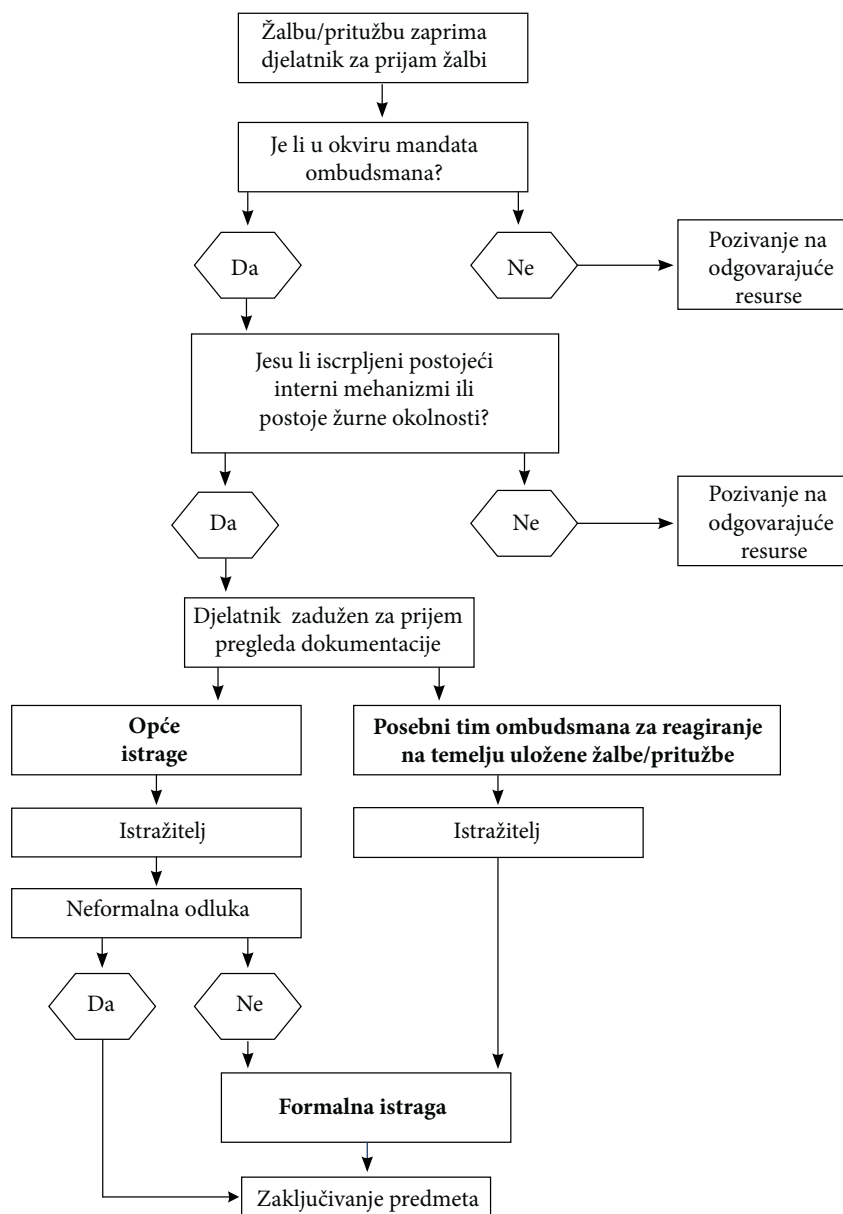 Žalbu/pritužbu zaprima
djelatnik za prijam žalbi
Je li u okviru mandata
ombudsmana?
Da
Ne
Pozivanje na
odgovarajuće
resurse
Jesu li iscrpljeni postojeći
interni mehanizmi ili
postoje žurne okolnosti?
Da
Ne
Pozivanje na
odgovarajuće
resurse
Djelatnik zadužen za prijem
pregleda dokumentacije
Opće
istrage
Posebni tim ombudsmana za reagiranje
na temelju uložene žalbe/pritužbe
Istražitelj
Istražitelj
Neformalna odluka
Da
Ne
Formalna istraga
Zaključivanje predmeta